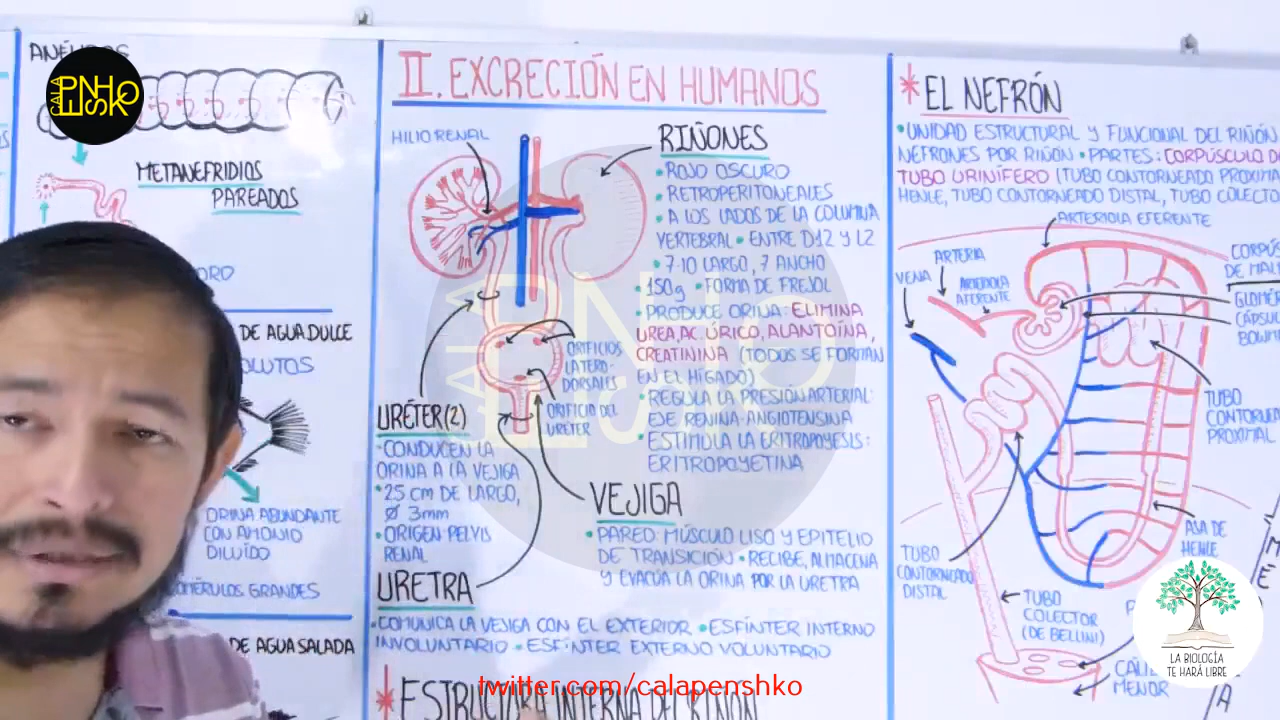 ANÉLIDOS
CALA
PNHO
ESK
METANEFRIDIOS
PAREADOS
DE AGUA DULCE
ORINA ABUNDANTE
CON AMONIO
DILUÍDO
GRANDES
DE AGUA SALADA
II. EXCRECIÓN EN HUMANOS
HILIO RENAL
RIÑONES
•ROJO OSCURO
•RETROPERITONEALES
•A LOS LADOS DE LA COLUMNA
VERTEBRAL •ENTRE D12 Y L2
•7-10 LARGO, 7 ANCHO
•150g •FORMA DE FREJOL
•PRODUCE ORINA: ELIMINA
UREA, AC. ÚRICO, ALANTOÍNA,
CREATININA (TODOS SE FORMAN
EN EL HÍGADO)
•REGULA LA PRESIÓN ARTERIAL:
EJE RENINA-ANGIOTENSINA
•ESTIMULA LA ERITROPOYESIS:
ERITROPOYETINA
ORIFICIOS
LATERO-
DORSALES
ORIFICIO DEL
URÉTER
URÉTER(2)
•CONDUCEN LA
ORINA A LA VEJIGA
•25 cm DE LARGO,
Ø 3mm
•ORIGEN: PELVIS
RENAL
VEJIGA
•PARED: MÚSCULO LISO Y EPITELIO
DE TRANSICIÓN •RECIBE, ALMACENA
Y EVACÚA LA ORINA POR LA URETRA
URETRA
•COMUNICA LA VEJIGA CON EL EXTERIOR •ESFÍNTER INTERNO
INVOLUNTARIO •ESFÍNTER EXTERNO VOLUNTARIO
* ESTRUCTURA INTERNA DEL RIÑÓN
twitter.com/calapenshko
* EL NEFRÓN
•UNIDAD ESTRUCTURAL Y FUNCIONAL DEL RIÑÓN
NEFRONES POR RIÑÓN •PARTES: CORPÚSCULO DE
TUBO URINÍFERO (TUBO CONTORNEADO PROXIMAL
HENLE, TUBO CONTORNEADO DISTAL, TUBO COLECTOR
ARTERIOLA EFERENTE
ARTERIA
VENA
ARTERIOLA
AFERENTE
TUBO
PROXIMAL
ASA DE
HENLE
TUBO
CONTORNEADO
DISTAL
TUBO
COLECTOR
(DE BELLINI)
MENOR
LA BIOLOGÍA
TE HARÁ LIBRE